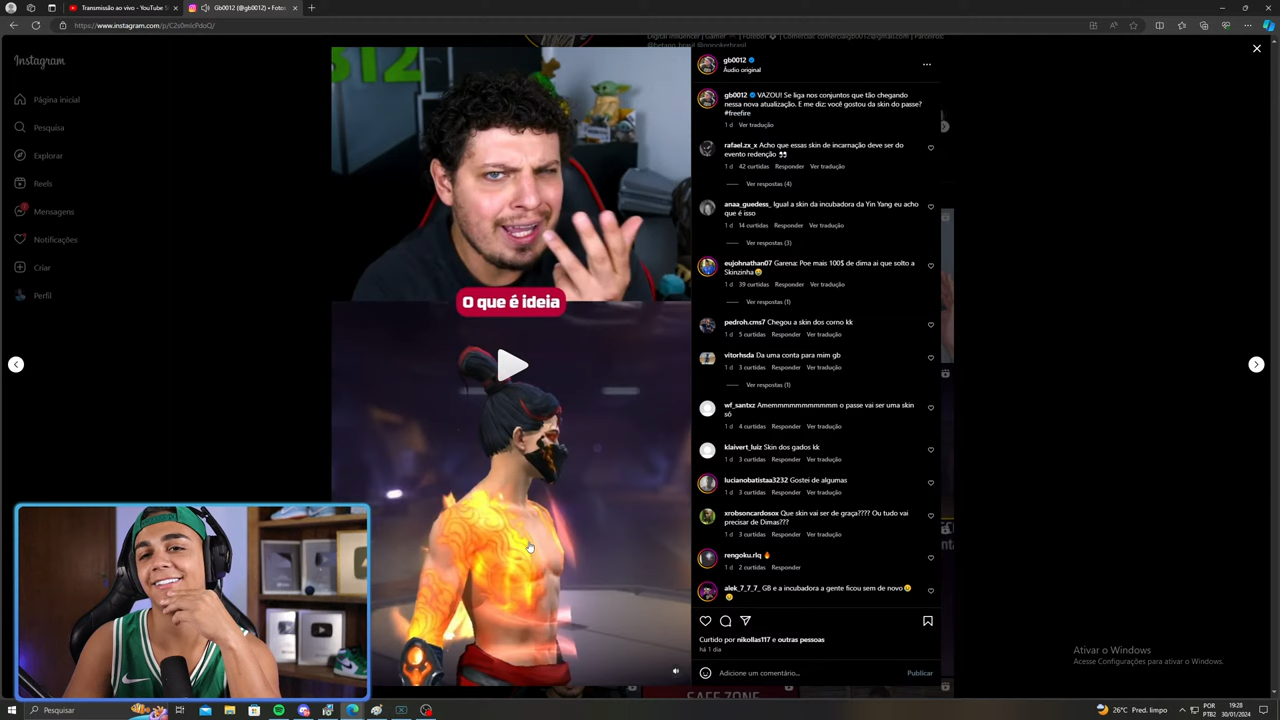 Transmissão ao vivo - YouTube S
Gb0012 (@gb0012) • Fotos
https://www.instagram.com/p/C2s0mIcPdoQ/
Digital influencer | Gamer
| Futebol
| Comercial: comercialgb0012@gmail.com | Parceiros:
Instagram
Página inicial
Pesquisa
Explorar
Reels
Mensagens
Notificações
Criar
Perfil
O que é ideia
gb0012
Áudio original
gb0012 VAZOU! Se liga nos conjuntos que tão chegando
nessa nova atualização. E me diz: você gostou da skin do passe?
#freefire
1 d Ver tradução
rafael.zx_x Acho que essas skin de incarnação deve ser do
evento redenção 👀
1 d 42 curtidas Responder Ver tradução
Ver respostas (4)
anaa_guedess_ Igual a skin da incubadora da Yin Yang eu acho
que é isso
1 d 14 curtidas Responder Ver tradução
Ver respostas (3)
eujohnathan07 Garena: Poe mais 100$ de dima ai que solto a
Skinzinha😂
1 d 39 curtidas Responder Ver tradução
Ver respostas (1)
pedroh.cms7 Chegou a skin dos corno kk
1 d 5 curtidas Responder Ver tradução
vitorhsda Da uma conta para mim gb
1 d 3 curtidas Responder Ver tradução
Ver respostas (1)
wf_santxz Amemmmmmmmmmm o passe vai ser uma skin
só
1 d 4 curtidas Responder Ver tradução
klaivert_luiz Skin dos gados kk
1 d 3 curtidas Responder Ver tradução
lucianobatistaa3232 Gostei de algumas
1 d 3 curtidas Responder Ver tradução
xrobsoncardosox Que skin vai ser de graça???? Ou tudo vai
precisar de Dimas???
1 d 3 curtidas Responder Ver tradução
rengoku.rlq 🔥
1 d 2 curtidas Responder
alek_7_7_7_ GB e a incubadora a gente ficou sem de novo
Curtido por nikollas117 e outras pessoas
há 1 dia
Adicione um comentário...
Publicar
Ativar o Windows
Acesse Configurações para ativar o Windows.
SAFE ZONE
Pesquisar
26°C Pred. limpo
POR
PTB2
19:28
30/01/2024